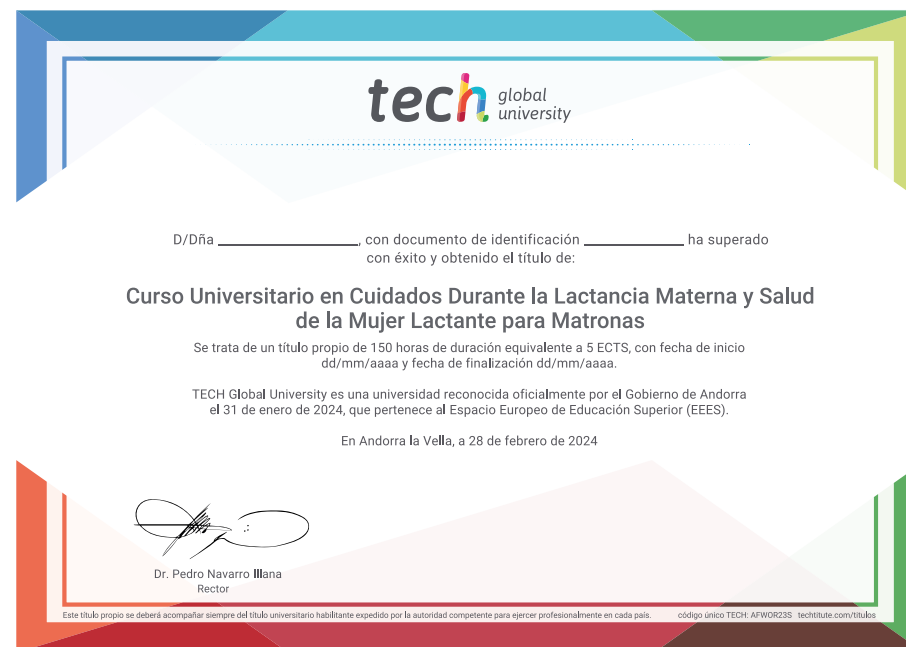 tech global university
D/Dña ____________________, con documento de identificación ______________ ha superado
con éxito y obtenido el título de:
Curso Universitario en Cuidados Durante la Lactancia Materna y Salud
de la Mujer Lactante para Matronas
Se trata de un título propio de 150 horas de duración equivalente a 5 ECTS, con fecha de inicio
dd/mm/aaaa y fecha de finalización dd/mm/aaaa.
TECH Global University es una universidad reconocida oficialmente por el Gobierno de Andorra
el 31 de enero de 2024, que pertenece al Espacio Europeo de Educación Superior (EEES).
En Andorra la Vella, a 28 de febrero de 2024
Dr. Pedro Navarro Illana
Rector
Este título propio se deberá acompañar siempre del título universitario habilitante expedido por la autoridad competente para ejercer profesionalmente en cada país. código único TECH: AFWOR23S techtitute.com/titulos